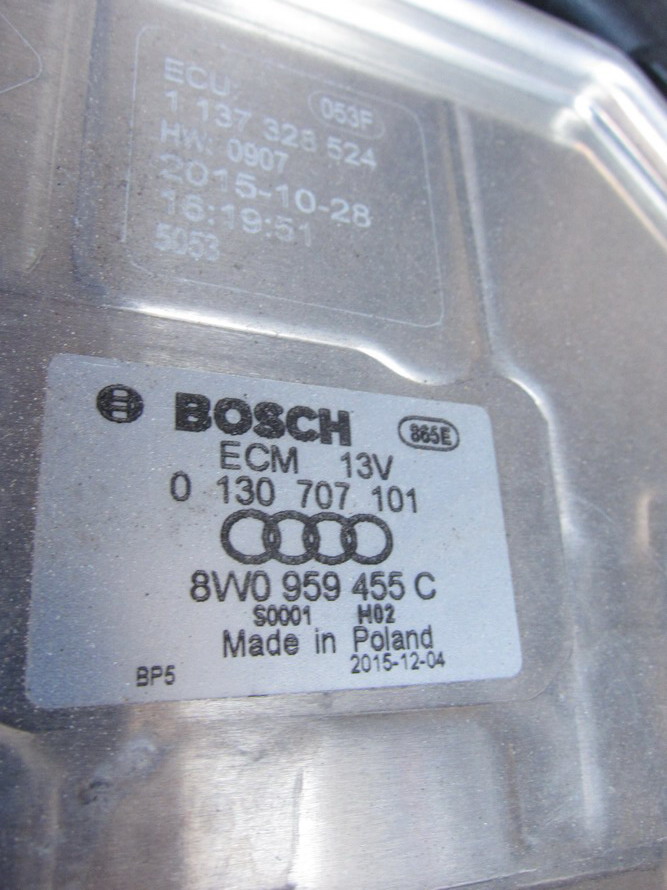 ECU:
053F
1 137 328 524
HW: 0907
2015-10-28
16:19:51
5053
BOSCH
865E
ECM 13V
0 130 707 101
8W0 959 455 C
S0001 H02
Made in Poland
BP5 2015-12-04